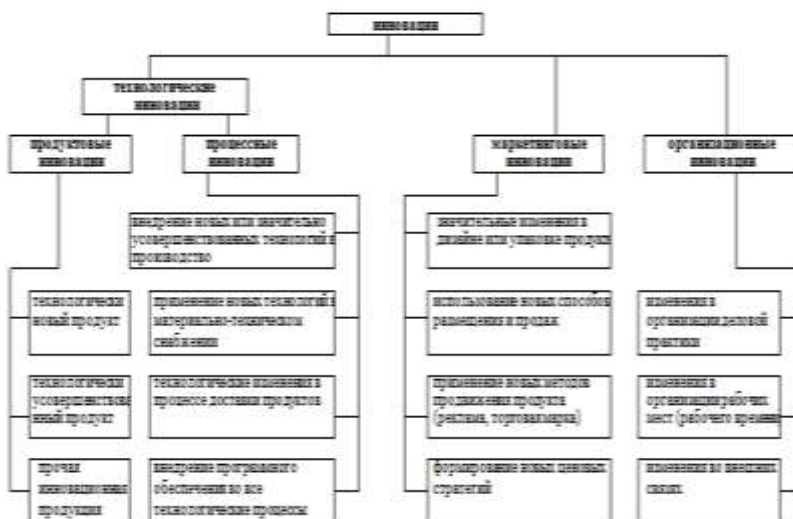 инновации
технологические
инновации
продуктовые
инновации
процессные
инновации
маркетинговые
инновации
организационные
инновации
внедрение новых или значительно
усовершенствованных технологий в
производство
значительные изменения в
дизайне или упаковке продукта
технологически
новый продукт
применение новых технологий в
материально-техническом
снабжении
использование новых способов
размещения и продаж
изменения в
организации деловой
практики
технологически
усовершенствова
нный продукт
технологические изменения в
процессе доставки продуктов
применение новых методов
продвижения продукта
(реклама, торговая марка)
изменения в
организации рабочих
мест (рабочего времени
прочая
инновационная
продукция
внедрение программного
обеспечения во все
технологические процессы
формирование новых ценовых
стратегий
изменения во внешних
связях